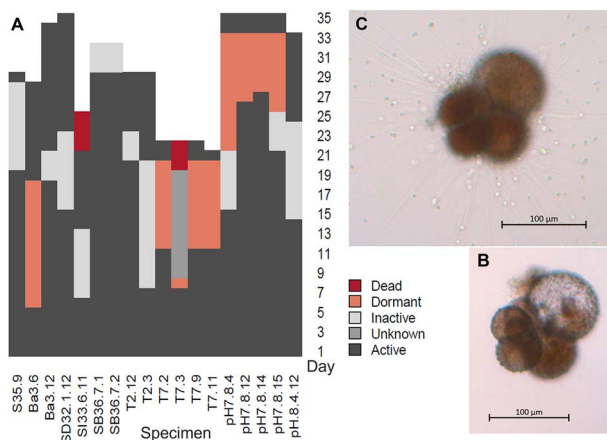 A
35
33
31
29
27
25
23
21
19
17
15
13
11
9
7
5
3
1
Day
S35.9
Ba3.6
Ba3.12
SD32.1.12
SI33.6.11
SB36.7.1
SB36.7.2
T2.12
T2.3
T7.2
T7.3
T7.9
T7.11
pH7.8.4
pH7.8.12
pH7.8.14
pH7.8.15
pH.8.4.12
Specimen
Dead
Dormant
Inactive
Unknown
Active
C
100 µm
B
100 µm